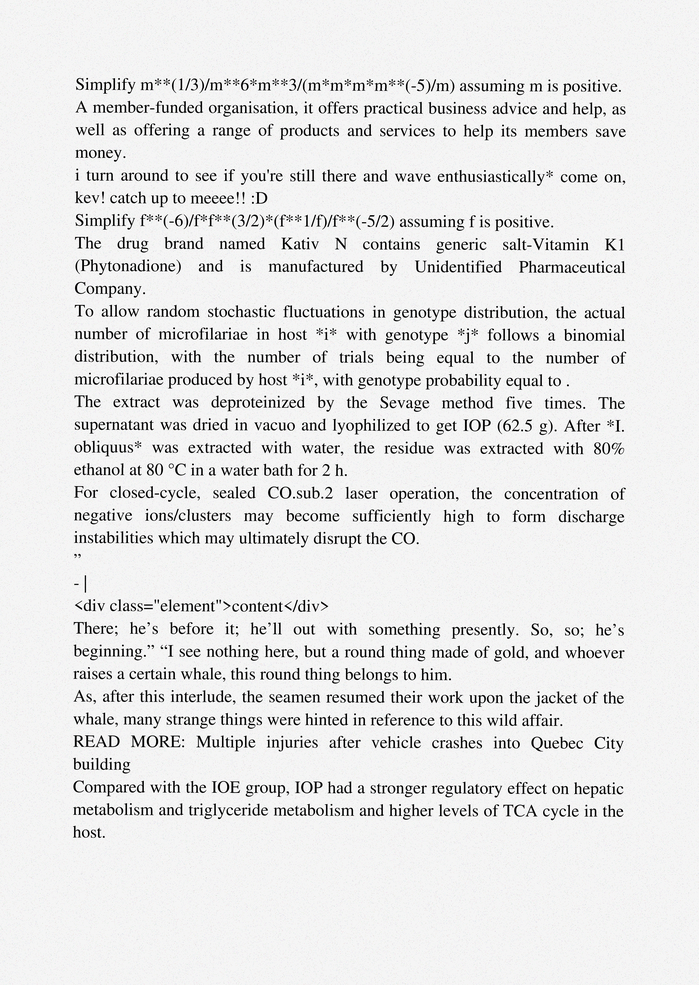 Simplify m**(1/3)/m**6*m**3/(m*m*m*m**(-5)/m) assuming m is positive.
A member-funded organisation, it offers practical business advice and help, as
well as offering a range of products and services to help its members save
money.
i turn around to see if you're still there and wave enthusiastically* come on,
kev! catch up to meeee!! :D
Simplify f**(-6)/f*f**(3/2)*(f**1/f)/f**(-5/2) assuming f is positive.
The drug brand named Kativ N contains generic salt-Vitamin K1
(Phytonadione) and is manufactured by Unidentified Pharmaceutical
Company.
To allow random stochastic fluctuations in genotype distribution, the actual
number of microfilariae in host *i* with genotype *j* follows a binomial
distribution, with the number of trials being equal to the number of
microfilariae produced by host *i*, with genotype probability equal to .
The extract was deproteinized by the Sevage method five times. The
supernatant was dried in vacuo and lyophilized to get IOP (62.5 g). After *I.
obliquus* was extracted with water, the residue was extracted with 80%
ethanol at 80 °C in a water bath for 2 h.
For closed-cycle, sealed CO.sub.2 laser operation, the concentration of
negative ions/clusters may become sufficiently high to form discharge
instabilities which may ultimately disrupt the CO.
”
- |
<div class="element">content</div>
There; he’s before it; he’ll out with something presently. So, so; he’s
beginning.” “I see nothing here, but a round thing made of gold, and whoever
raises a certain whale, this round thing belongs to him.
As, after this interlude, the seamen resumed their work upon the jacket of the
whale, many strange things were hinted in reference to this wild affair.
READ MORE: Multiple injuries after vehicle crashes into Quebec City
building
Compared with the IOE group, IOP had a stronger regulatory effect on hepatic
metabolism and triglyceride metabolism and higher levels of TCA cycle in the
host.